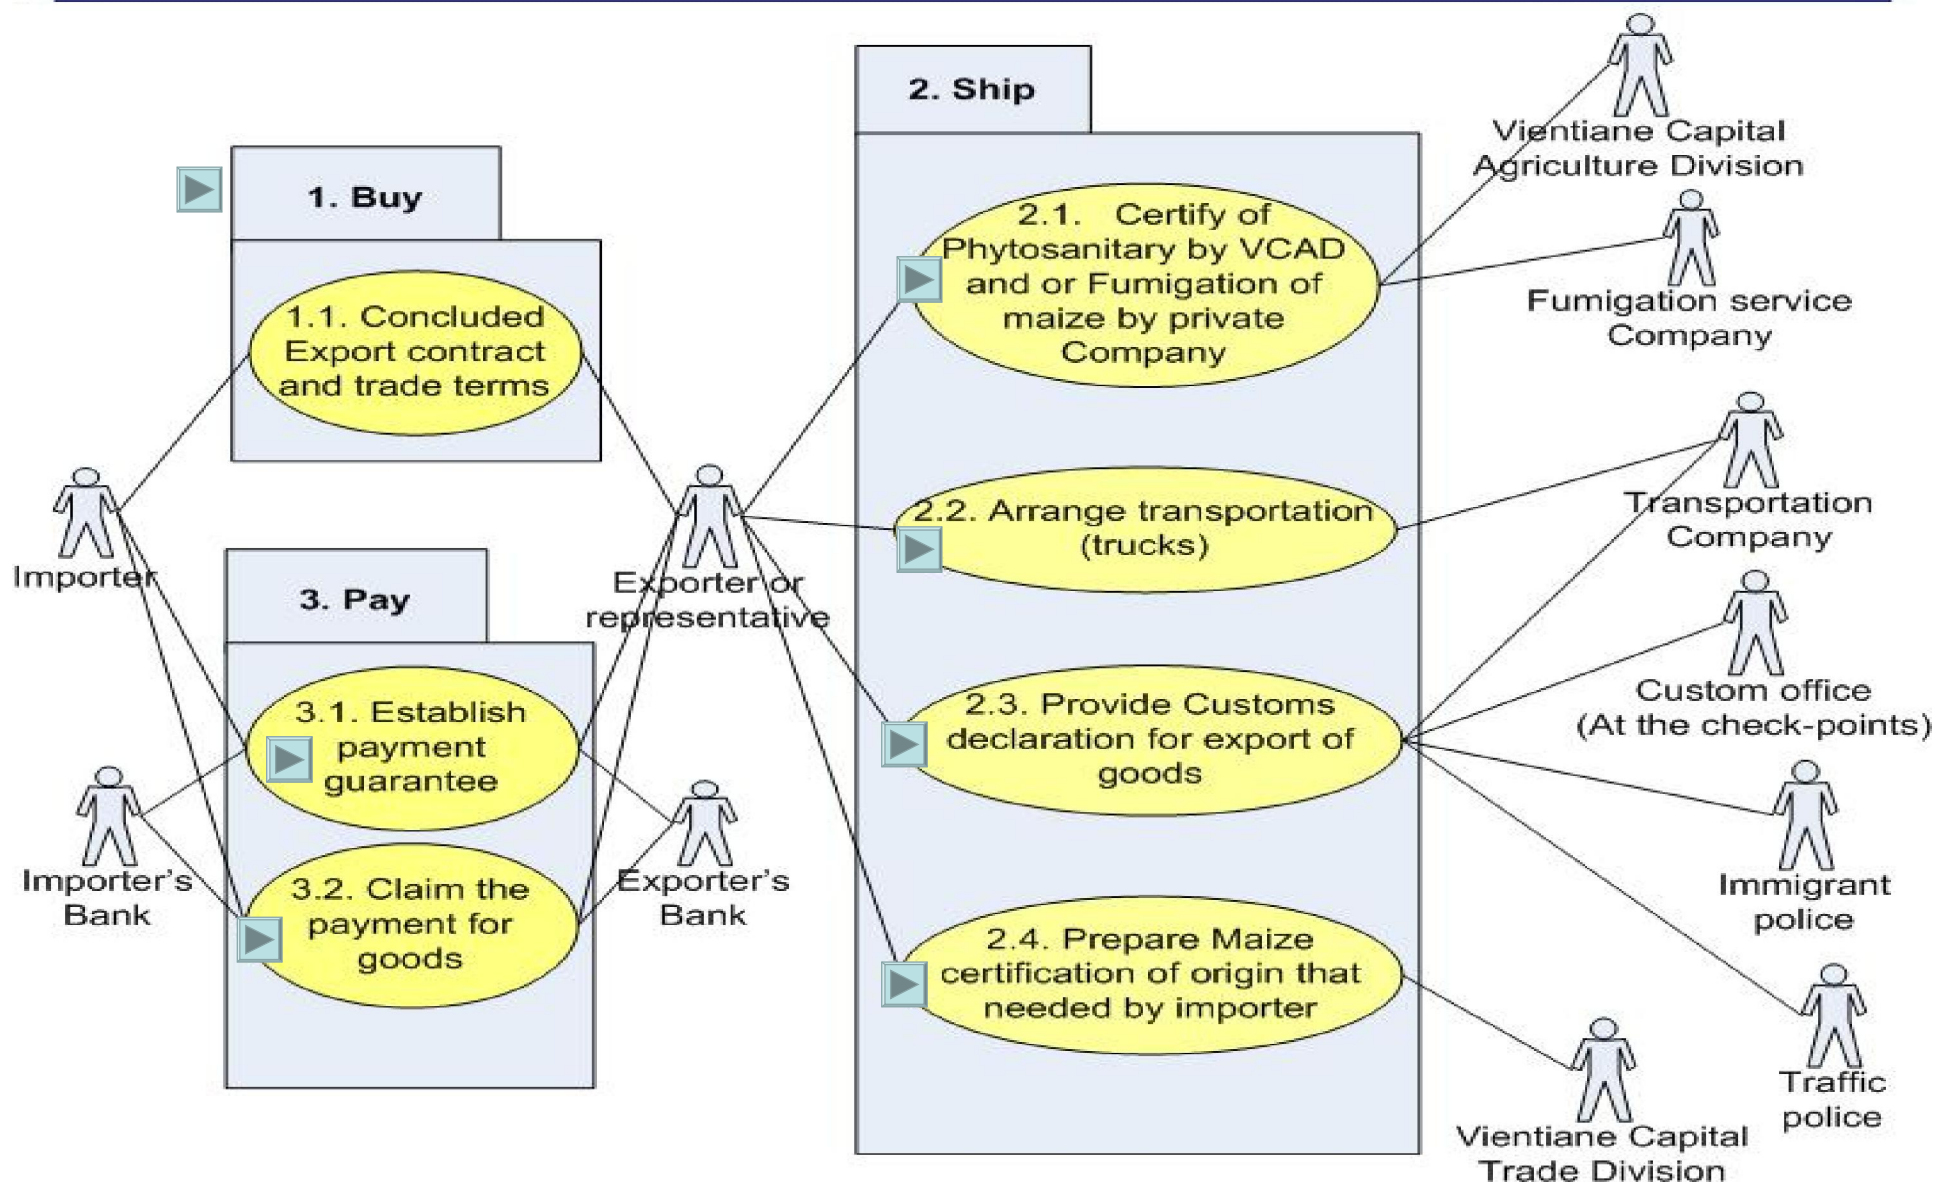 1. Buy
1.1. Concluded
Export contract
and trade terms
Importer
3. Pay
3.1. Establish
payment
guarantee
3.2. Claim the
payment for
goods
Importer's
Bank
Exporter or
representative
Exporter's
Bank
2. Ship
2.1. Certify of
Phytosanitary by VCAD
and or Fumigation of
maize by private
Company
2.2. Arrange transportation
(trucks)
2.3. Provide Customs
declaration for export of
goods
2.4. Prepare Maize
certification of origin that
needed by importer
Vientiane Capital
Agriculture Division
Fumigation service
Company
Transportation
Company
Custom office
(At the check-points)
Immigrant
police
Traffic
police
Vientiane Capital
Trade Division